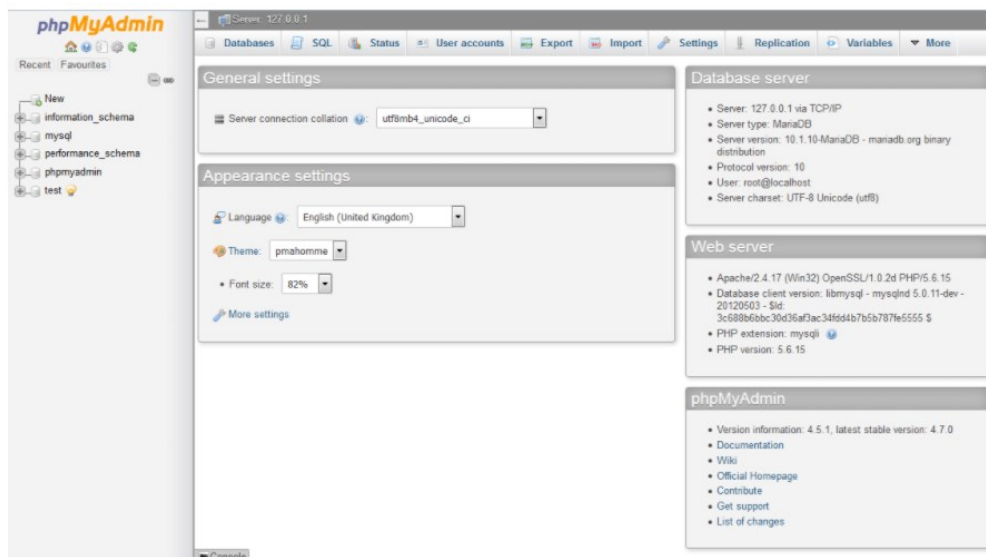 phpMyAdmin
Recent Favourites
New
information_schema
mysql
performance_schema
phpmyadmin
test
Server: 127.0.0.1
Databases SQL Status User accounts Export Import Settings Replication Variables More
General settings
Server connection collation : utf8mb4_unicode_ci
Appearance settings
Language : English (United Kingdom)
Theme: pmahomme
Font size: 82%
More settings
Database server
Server: 127.0.0.1 via TCP/IP
Server type: MariaDB
Server version: 10.1.10-MariaDB - mariadb.org binary
distribution
Protocol version: 10
User: root@localhost
Server charset: UTF-8 Unicode (utf8)
Web server
Apache/2.4.17 (Win32) OpenSSL/1.0.2d PHP/5.6.15
Database client version: libmysql - mysqlnd 5.0.11-dev -
20120503 - $Id:
3c688b6bbc30d36af3ac34fdd4b7b5b787fe5555 $
PHP extension: mysqli
PHP version: 5.6.15
phpMyAdmin
Version information: 4.5.1, latest stable version: 4.7.0
Documentation
Wiki
Official Homepage
Contribute
Get support
List of changes
Console